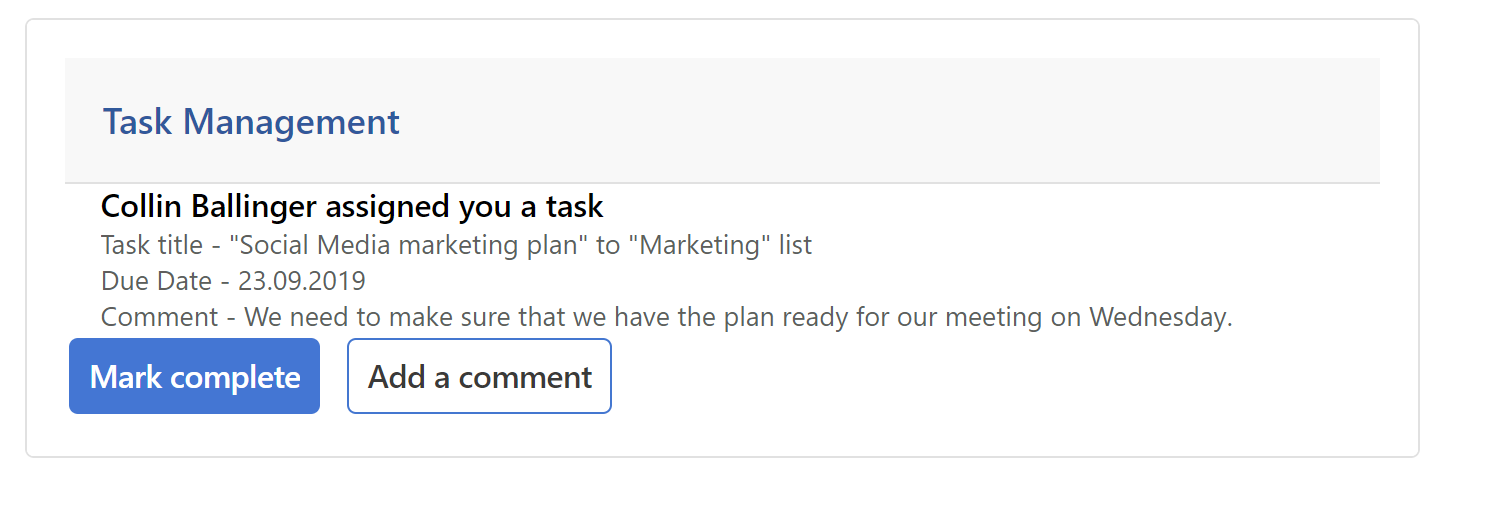 Task Management
Collin Ballinger assigned you a task
Task title - "Social Media marketing plan" to "Marketing" list
Due Date - 23.09.2019
Comment - We need to make sure that we have the plan ready for our meeting on Wednesday.
Mark complete
Add a comment